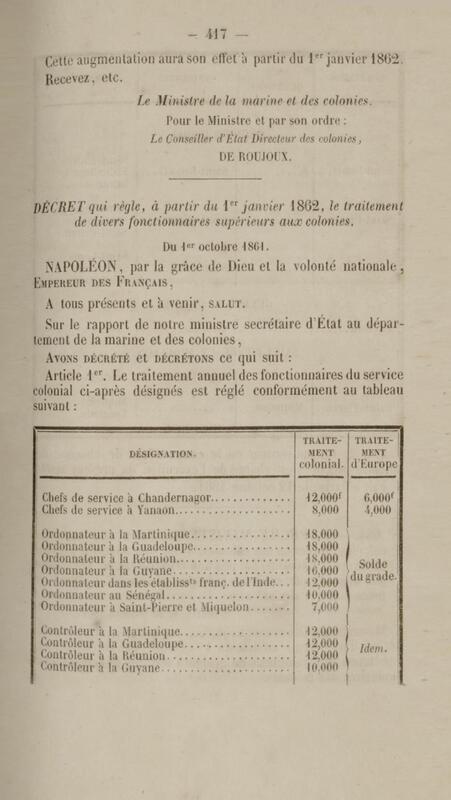 — 417 —
Cette augmentation aura son effet à partir du 1er janvier 1862.
Recevez, etc.
Le Ministre de la marine et des colonies.
Pour le Ministre et par son ordre :
Le Conseiller d'État Directeur des colonies,
DE ROUJOUX.
DÉCRET qui règle, à partir du 1er janvier 1862, le traitement
de divers fonctionnaires supérieurs aux colonies.
Du 1er octobre 1861.
NAPOLÉON, par la grâce de Dieu et la volonté nationale,
EMPEREUR DES FRANÇAIS,
A tous présents et à venir, SALUT.
Sur le rapport de notre ministre secrétaire d'État au dépar-
tement de la marine et des colonies,
AVONS DÉCRÉTÉ et DÉCRÉTONS ce qui suit :
Article 1er. Le traitement annuel des fonctionnaires du service
colonial ci-après désignés est réglé conformément au tableau
suivant :
DÉSIGNATION. TRAITE-MENT colonial. TRAITE-MENT d'Europe
Chefs de service à Chandernagor.............. 12,000f 6,000f
Chefs de service à Yanaon.............. 8,000 4,000
Ordonnateur à la Martinique.............. 18,000
Ordonnateur à la Guadeloupe.............. 18,000
Ordonnateur à la Réunion.............. 18,000
Ordonnateur à la Guyane.............. 16,000
Ordonnateur dans les établissts franç. de l'Inde... 12,000
Ordonnateur au Sénégal.............. 10,000
Ordonnateur à Saint-Pierre et Miquelon....... 7,000
Solde
du grade.
Contrôleur à la Martinique.............. 12,000
Contrôleur à la Guadeloupe.............. 12,000
Contrôleur à la Réunion.............. 12,000
Contrôleur à la Guyane.............. 10,000
Idem.